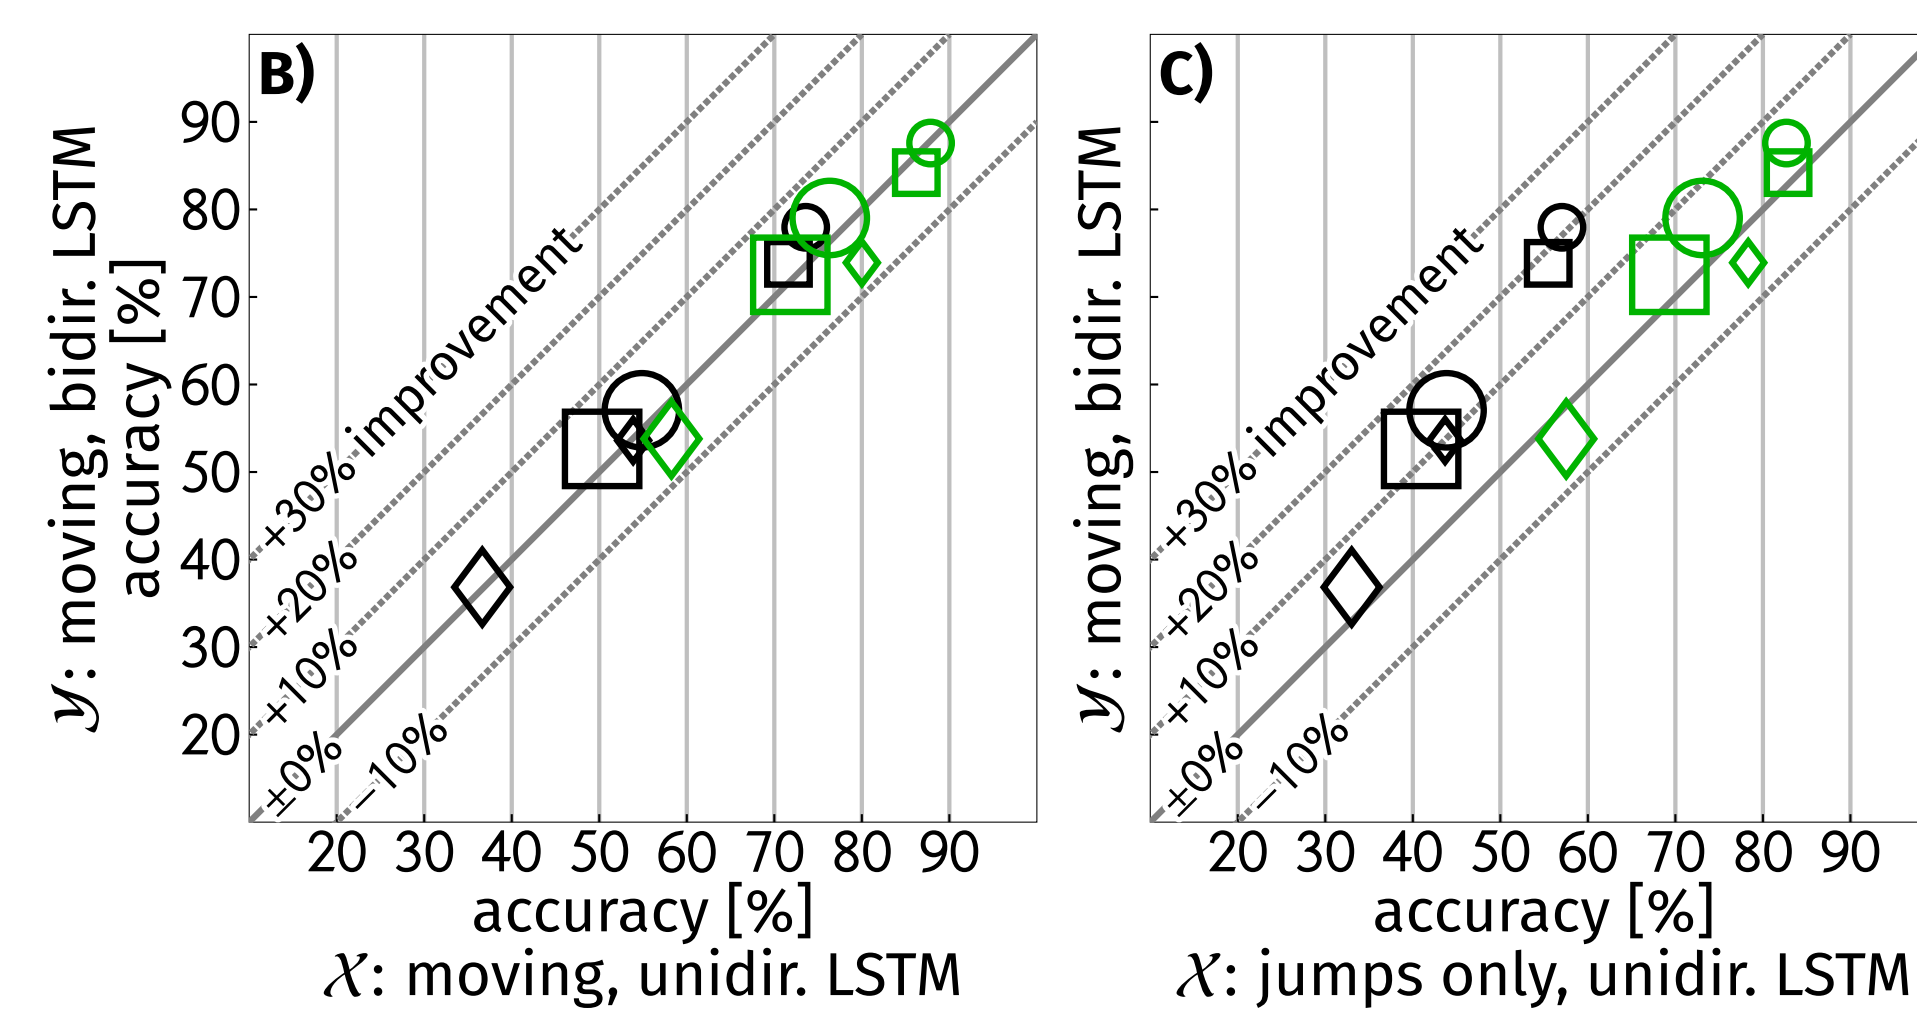 B)
𝒴: moving, bidir. LSTM
accuracy [%]
90
80
70
60
50
40
30
20
+30% improvement
+20%
+10%
±0%
−10%
20 30 40 50 60 70 80 90
accuracy [%]
𝒳: moving, unidir. LSTM
C)
𝒴: moving, bidir. LSTM
+30% improvement
+20%
+10%
±0%
−10%
20 30 40 50 60 70 80 90
accuracy [%]
𝒳: jumps only, unidir. LSTM